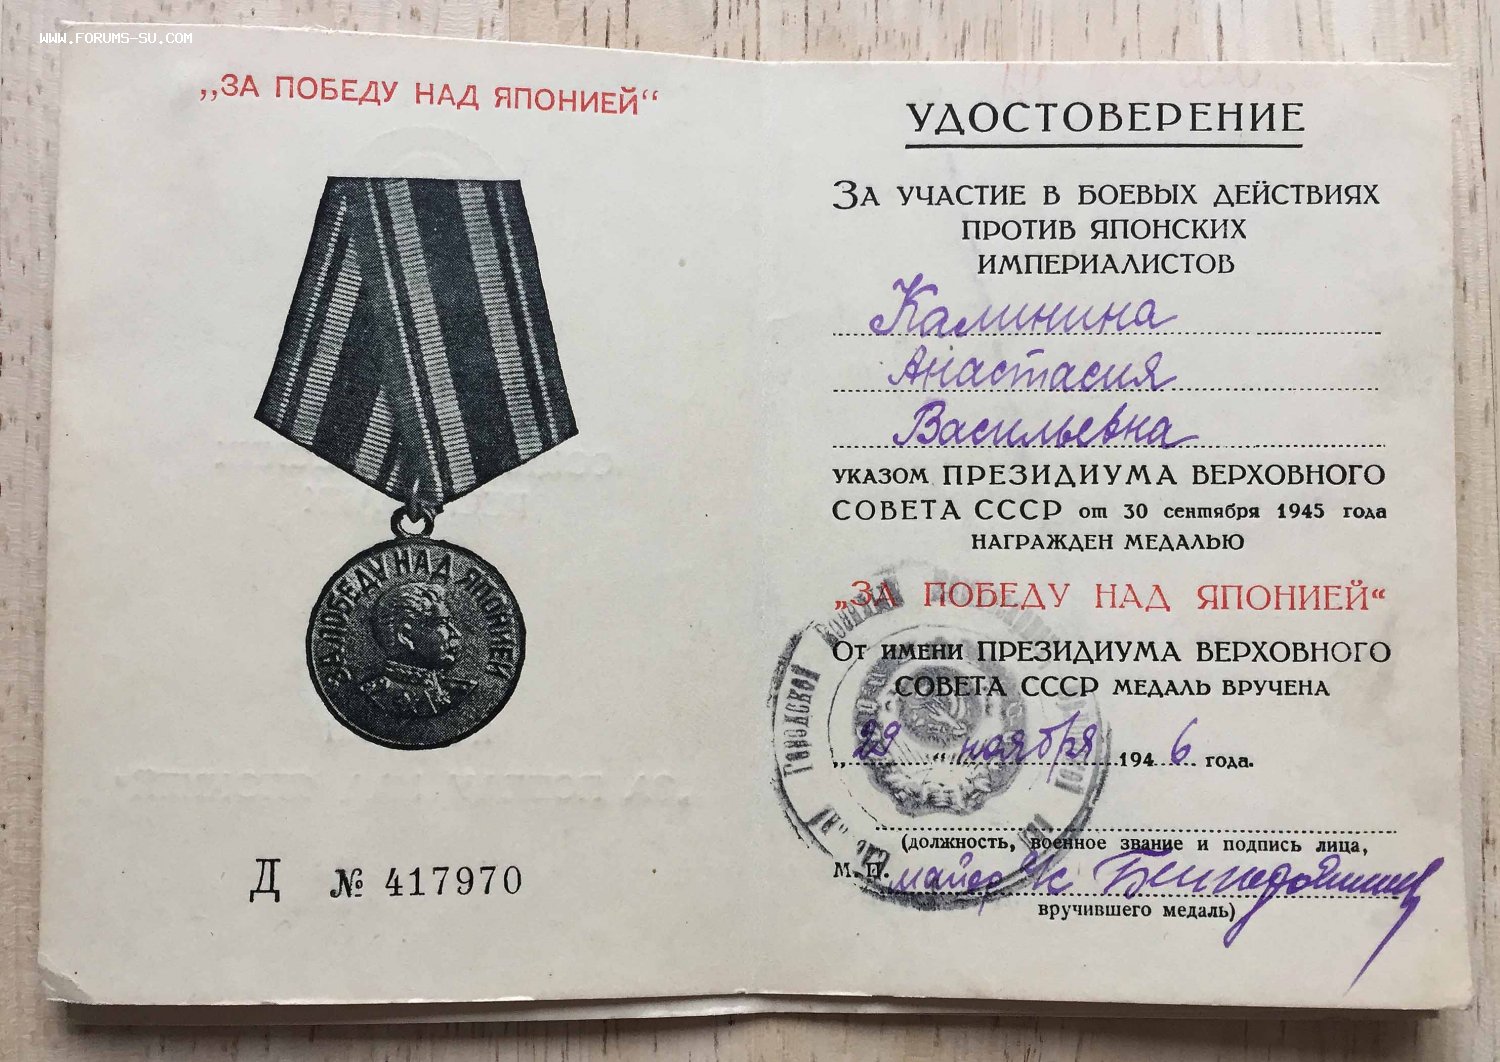 WWW.FORUMS-SU.COM
„ЗА ПОБЕДУ НАД ЯПОНИЕЙ“
ЗА ПОБЕДУ НАД ЯПОНИЕЙ
Д № 417970
УДОСТОВЕРЕНИЕ
ЗА УЧАСТИЕ В БОЕВЫХ ДЕЙСТВИЯХ
ПРОТИВ ЯПОНСКИХ
ИМПЕРИАЛИСТОВ
Калинина
Анастасия
Васильевна
УКАЗОМ ПРЕЗИДИУМА ВЕРХОВНОГО
СОВЕТА СССР от 30 сентября 1945 года
НАГРАЖДЕН МЕДАЛЬЮ
„ЗА ПОБЕДУ НАД ЯПОНИЕЙ“
ОТ ИМЕНИ ПРЕЗИДИУМА ВЕРХОВНОГО
СОВЕТА СССР МЕДАЛЬ ВРУЧЕНА
„29“ ноября 1946 года.
(должность, военное звание и подпись лица,
М. П. майор
вручившего медаль)
Городской